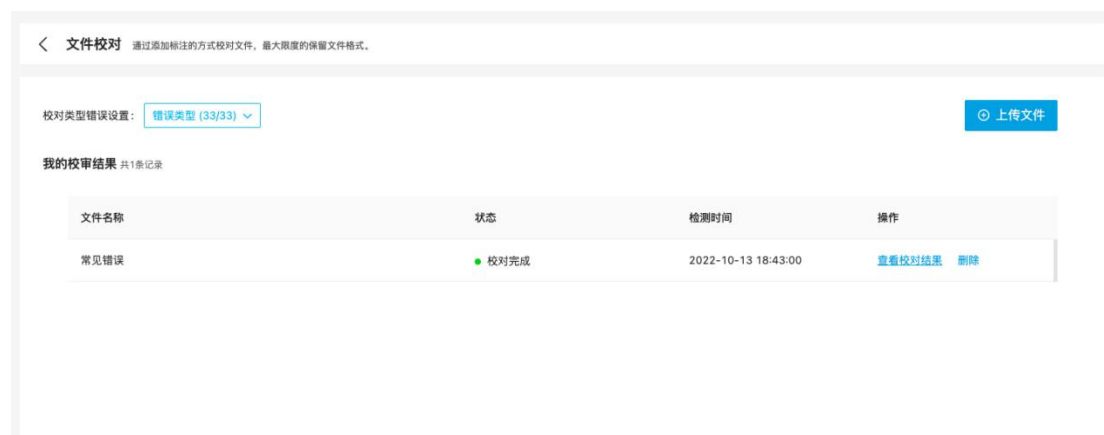 文件校对 通过添加标注的方式校对文件，最大限度的保留文件格式。
校对类型错误设置： 错误类型 (33/33)
上传文件
我的校审结果 共1条记录
文件名称 状态 检测时间 操作
常见错误 校对完成 2022-10-13 18:43:00 查看校对结果 删除